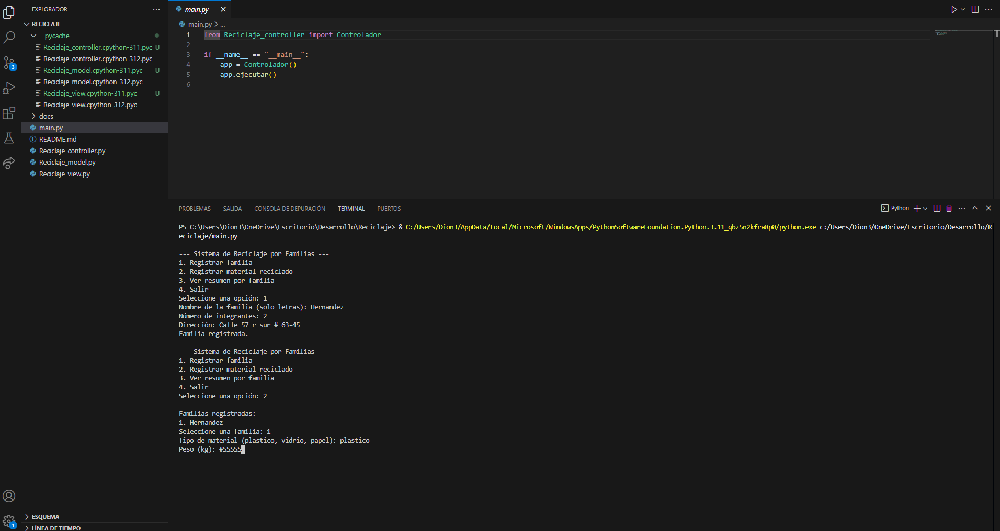 EXPLORADOR
RECICLAJE
__pycache__
Reciclaje_controller.cpython-311.pyc U
Reciclaje_controller.cpython-312.pyc
Reciclaje_model.cpython-311.pyc U
Reciclaje_model.cpython-312.pyc
Reciclaje_view.cpython-311.pyc U
Reciclaje_view.cpython-312.pyc
docs
main.py
README.md
Reciclaje_controller.py
Reciclaje_model.py
Reciclaje_view.py
ESQUEMA
LÍNEA DE TIEMPO
3
1
main.py
main.py > ...
1 from Reciclaje_controller import Controlador
2
3 if __name__ == "__main__":
4 app = Controlador()
5 app.ejecutar()
6
PROBLEMAS SALIDA CONSOLA DE DEPURACIÓN TERMINAL PUERTOS
Python
PS C:\Users\Dion3\OneDrive\Escritorio\Desarrollo\Reciclaje> & C:/Users/Dion3/AppData/Local/Microsoft/WindowsApps/PythonSoftwareFoundation.Python.3.11_qbz5n2kfra8p0/python.exe c:/Users/Dion3/OneDrive/Escritorio/Desarrollo/R
eciclaje/main.py
--- Sistema de Reciclaje por Familias ---
1. Registrar familia
2. Registrar material reciclado
3. Ver resumen por familia
4. Salir
Seleccione una opción: 1
Nombre de la familia (solo letras): Hernandez
Número de integrantes: 2
Dirección: Calle 57 r sur # 63-45
Familia registrada.
--- Sistema de Reciclaje por Familias ---
1. Registrar familia
2. Registrar material reciclado
3. Ver resumen por familia
4. Salir
Seleccione una opción: 2
Familias registradas:
1. Hernandez
Seleccione una familia: 1
Tipo de material (plastico, vidrio, papel): plastico
Peso (kg): #SSSSS